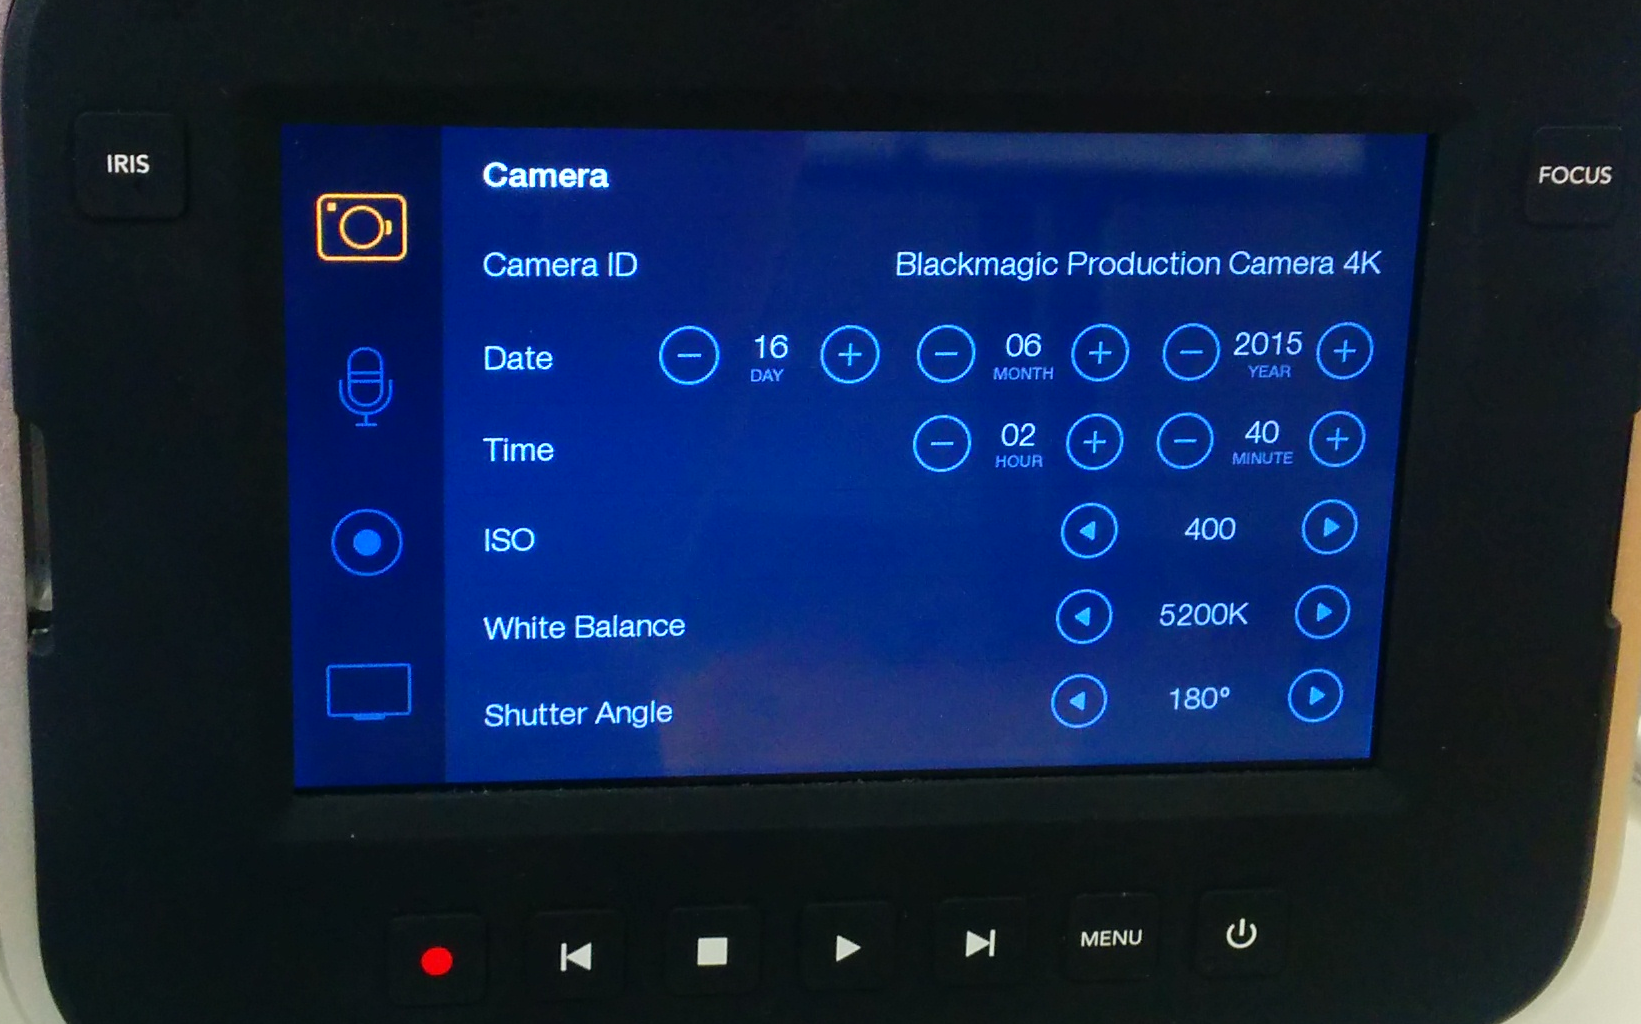 IRIS
FOCUS
Camera
Camera ID Blackmagic Production Camera 4K
Date 16 DAY 06 MONTH 2015 YEAR
Time 02 HOUR 40 MINUTE
ISO 400
White Balance 5200K
Shutter Angle 180º
MENU